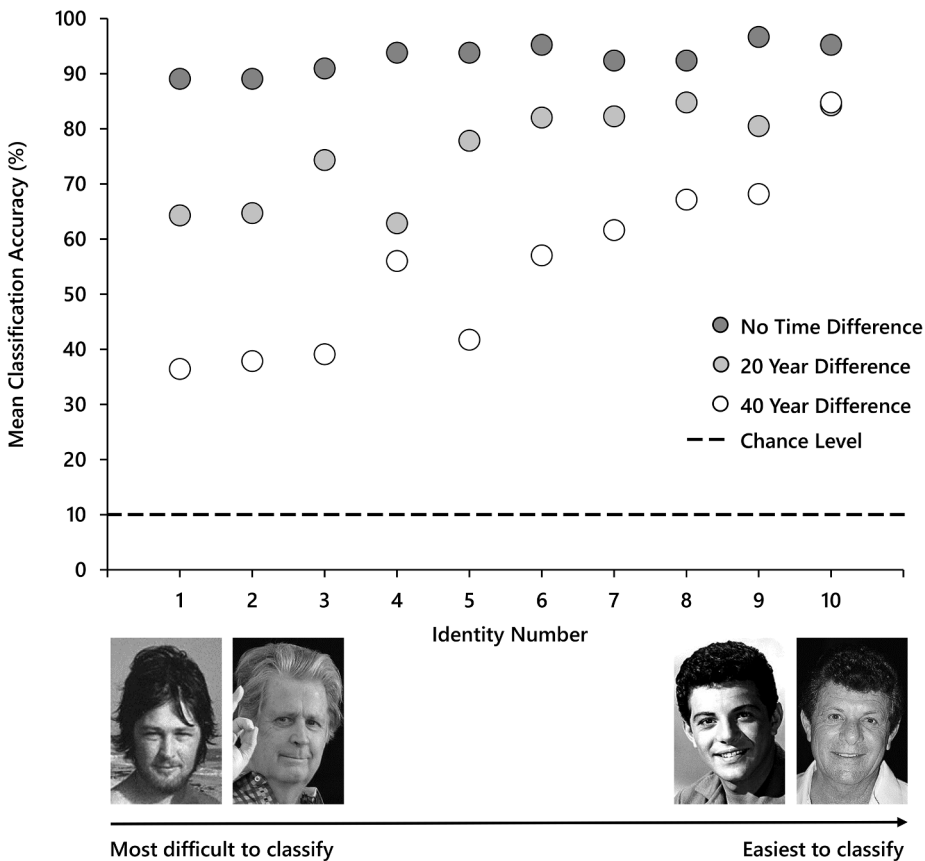 100
90
80
70
60
50
40
30
20
10
0
Mean Classification Accuracy (%)
No Time Difference
20 Year Difference
40 Year Difference
Chance Level
1 2 3 4 5 6 7 8 9 10
Identity Number
Most difficult to classify
Easiest to classify